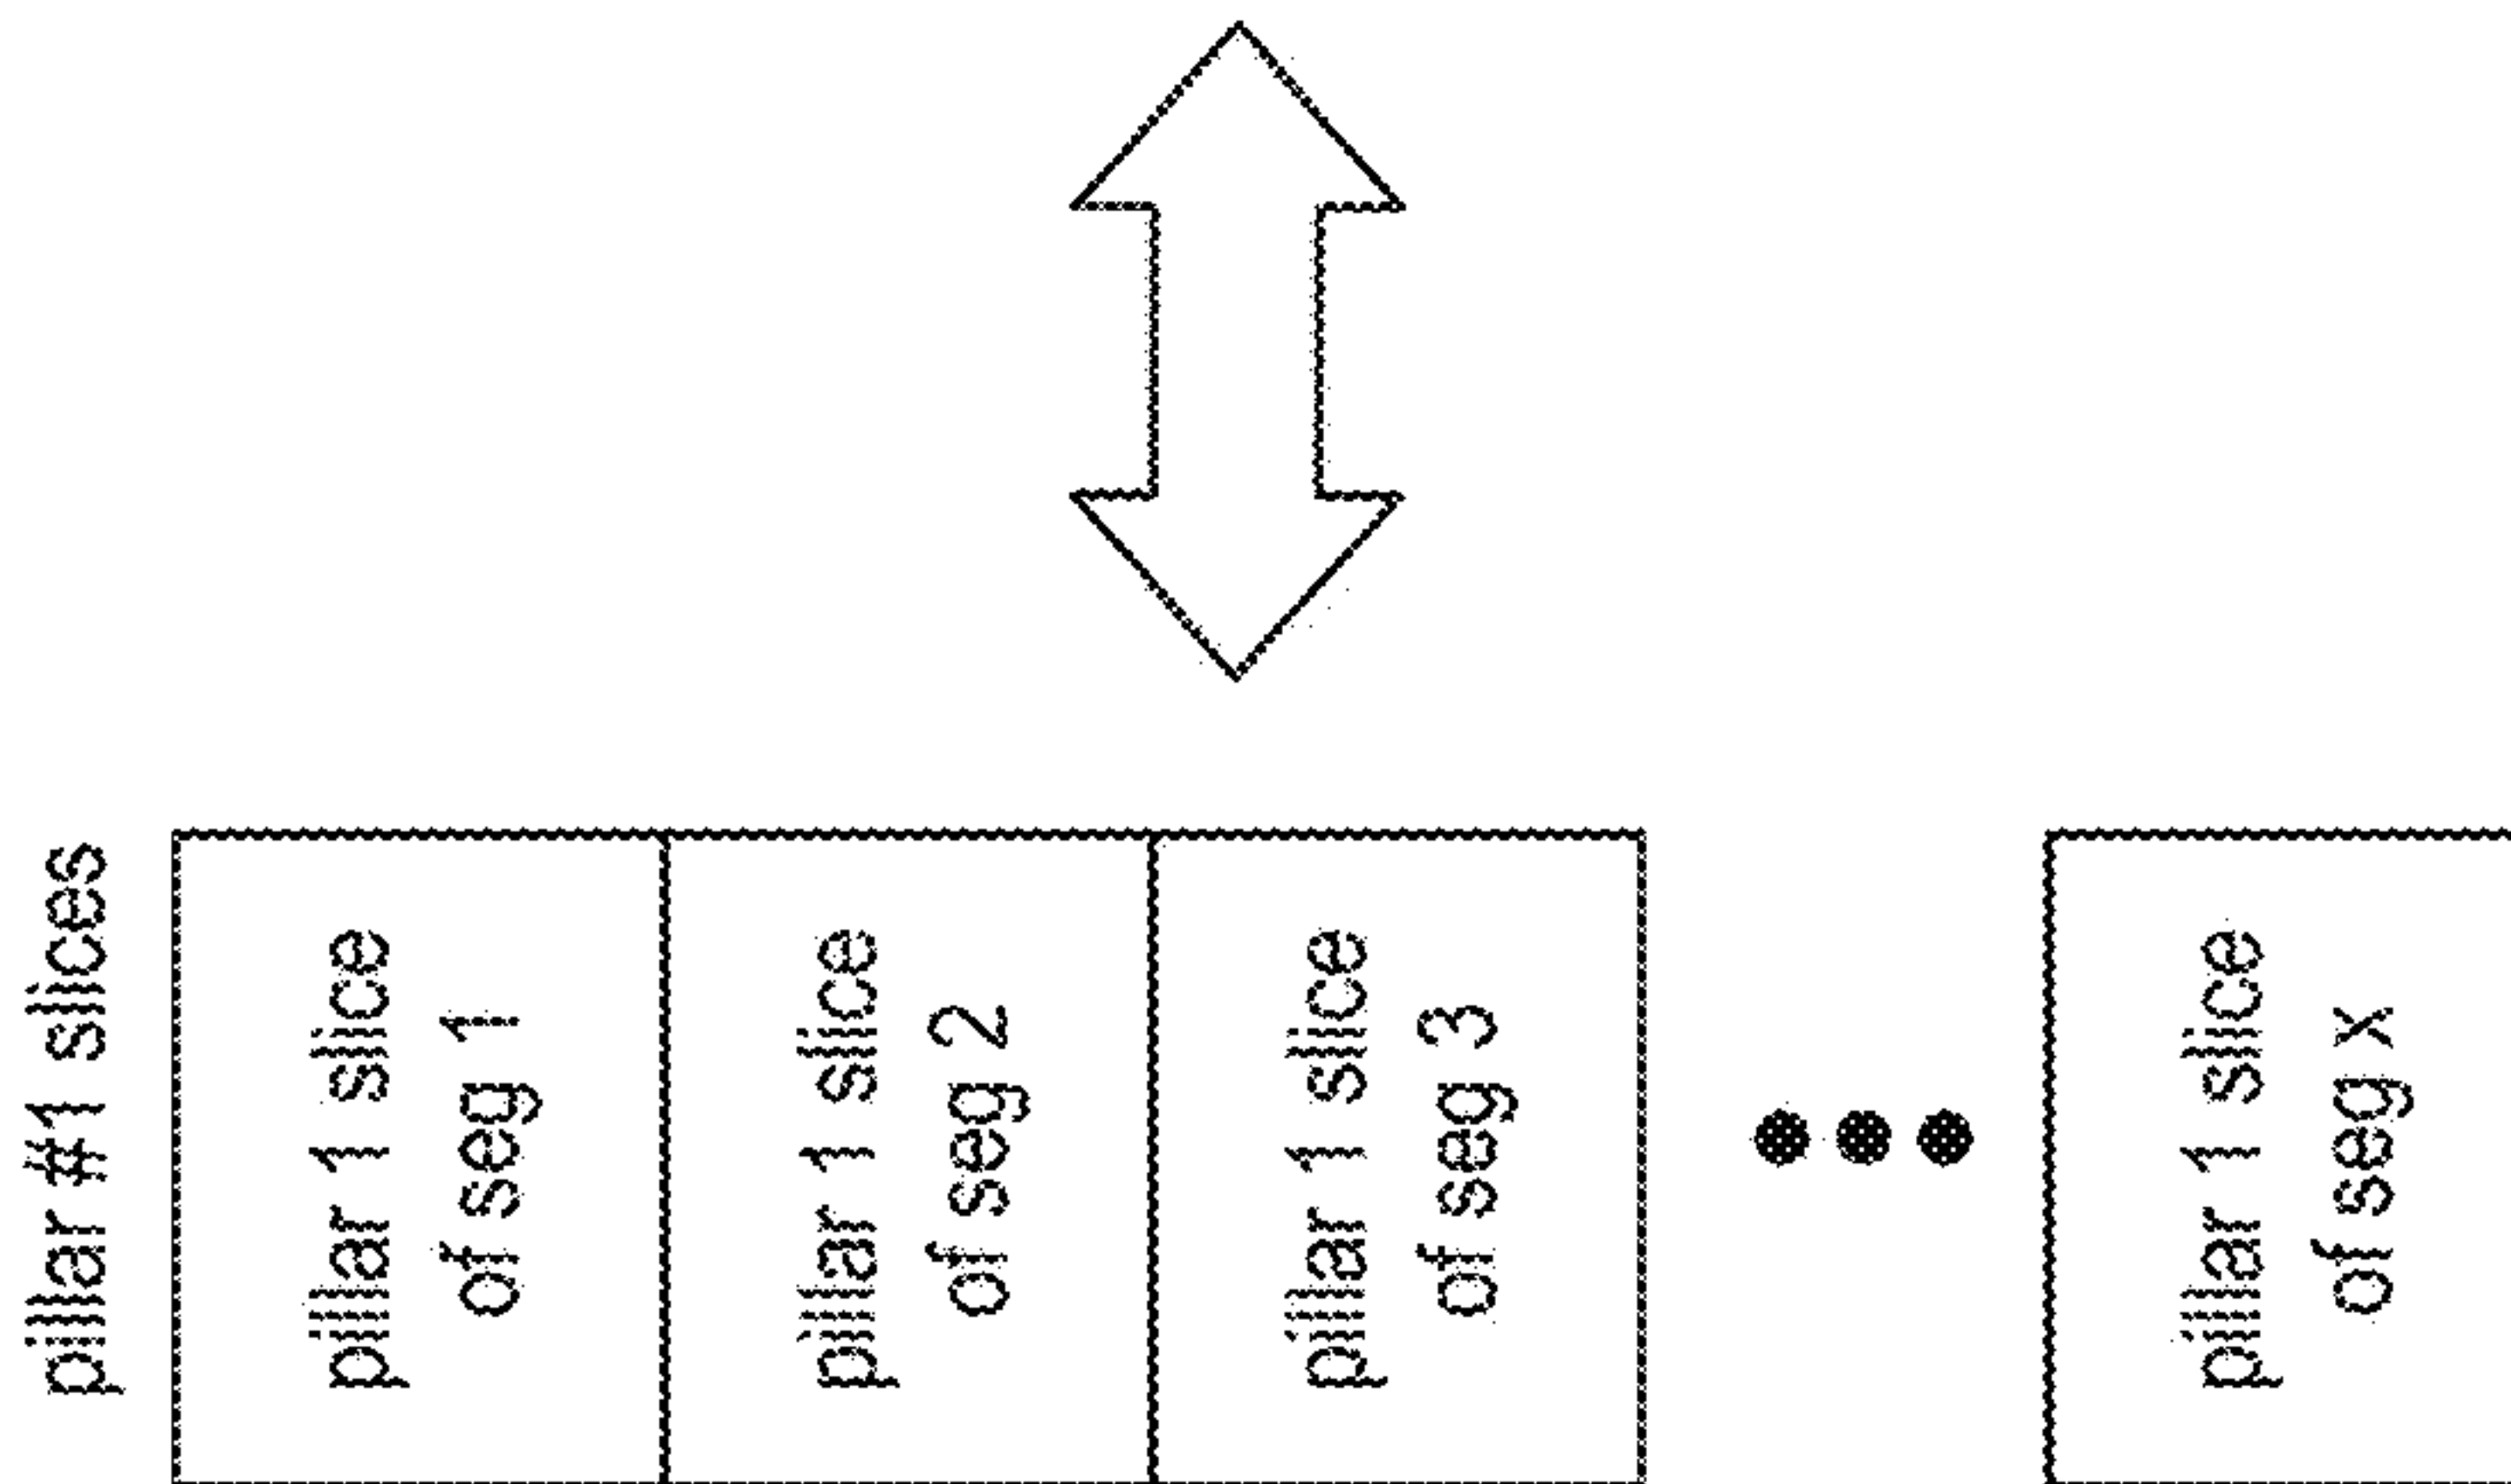 pillar #1 slices
pillar 1 slice
of seg 1
pillar 1 slice
of seg 2
pillar 1 slice
of seg 3
pillar 1 slice
of seg x